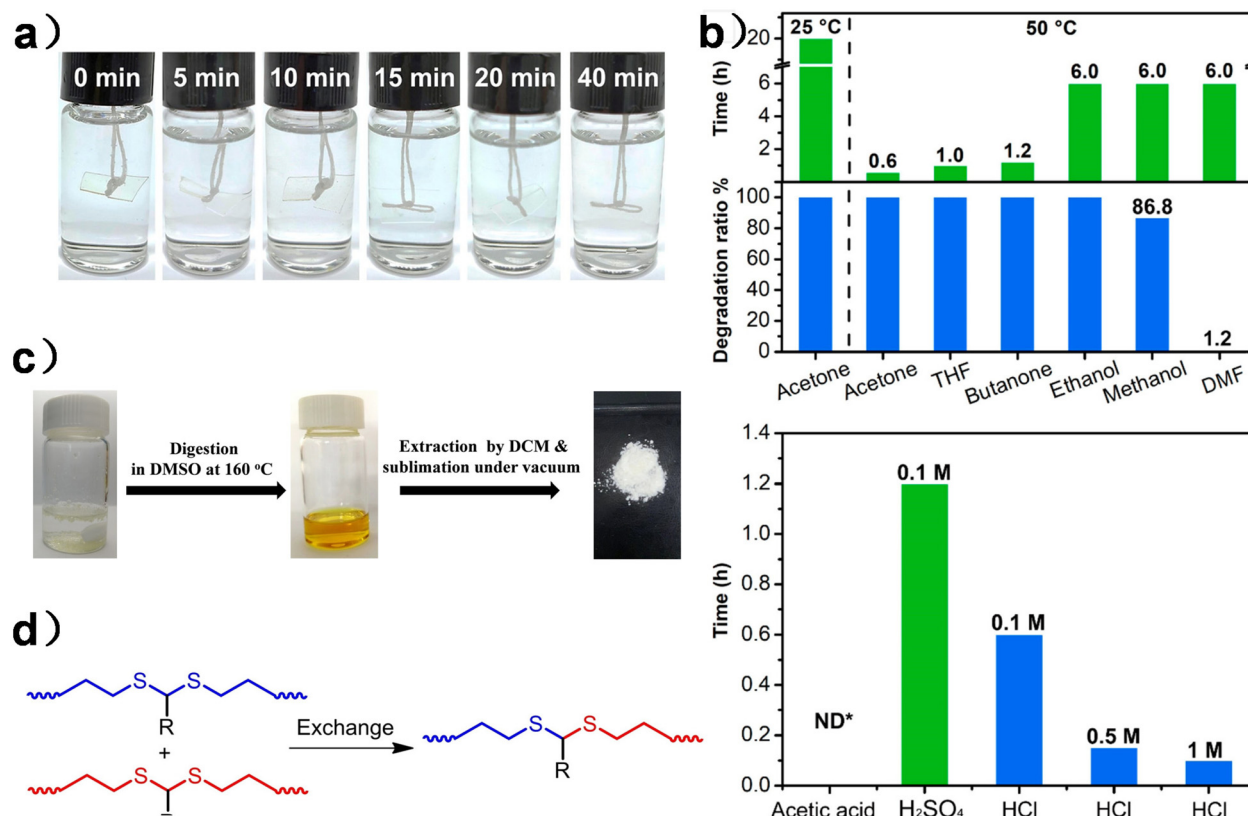 a)
0 min
5 min
10 min
15 min
20 min
40 min
b)
25 °C
50 °C
20
6
4
2
Time (h)
0.6
1.0
1.2
6.0
6.0
6.0
100
80
60
40
20
0
Degradation ratio %
86.8
1.2
Acetone
Acetone
THF
Butanone
Ethanol
Methanol
DMF
c)
Digestion
in DMSO at 160 °C
Extraction by DCM &
sublimation under vacuum
1.4
1.2
1.0
0.8
0.6
0.4
0.2
0.0
Time (h)
ND*
0.1 M
0.1 M
0.5 M
1 M
Acetic acid
H₂SO₄
HCl
HCl
HCl
d)
S
S
R
+
S
S
Exchange
S
S
R